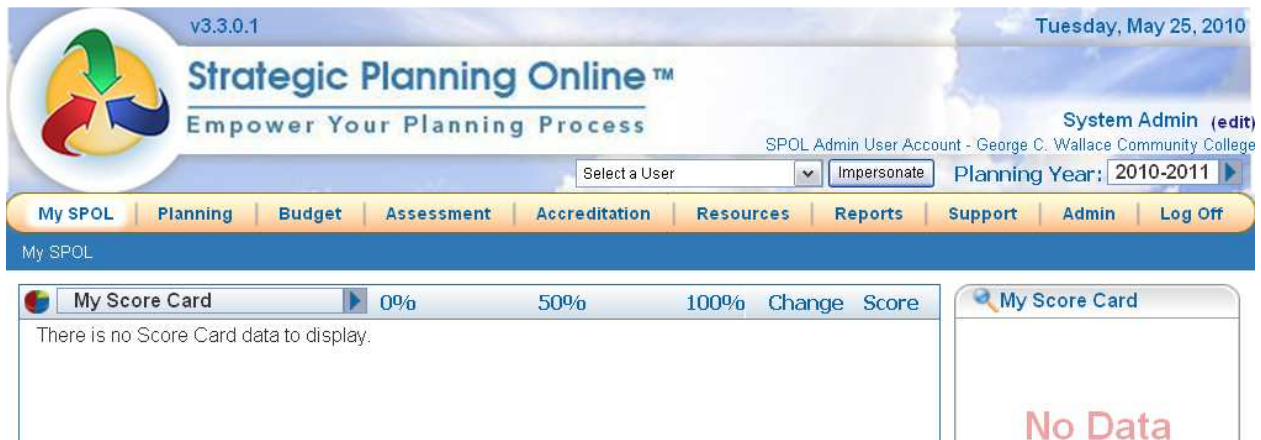 v3.3.0.1
Tuesday, May 25, 2010
Strategic Planning Online ™
Empower Your Planning Process
System Admin (edit)
SPOL Admin User Account - George C. Wallace Community College
Select a User Impersonate Planning Year: 2010-2011
My SPOL Planning Budget Assessment Accreditation Resources Reports Support Admin Log Off
My SPOL
My Score Card 0% 50% 100% Change Score
My Score Card
There is no Score Card data to display.
No Data